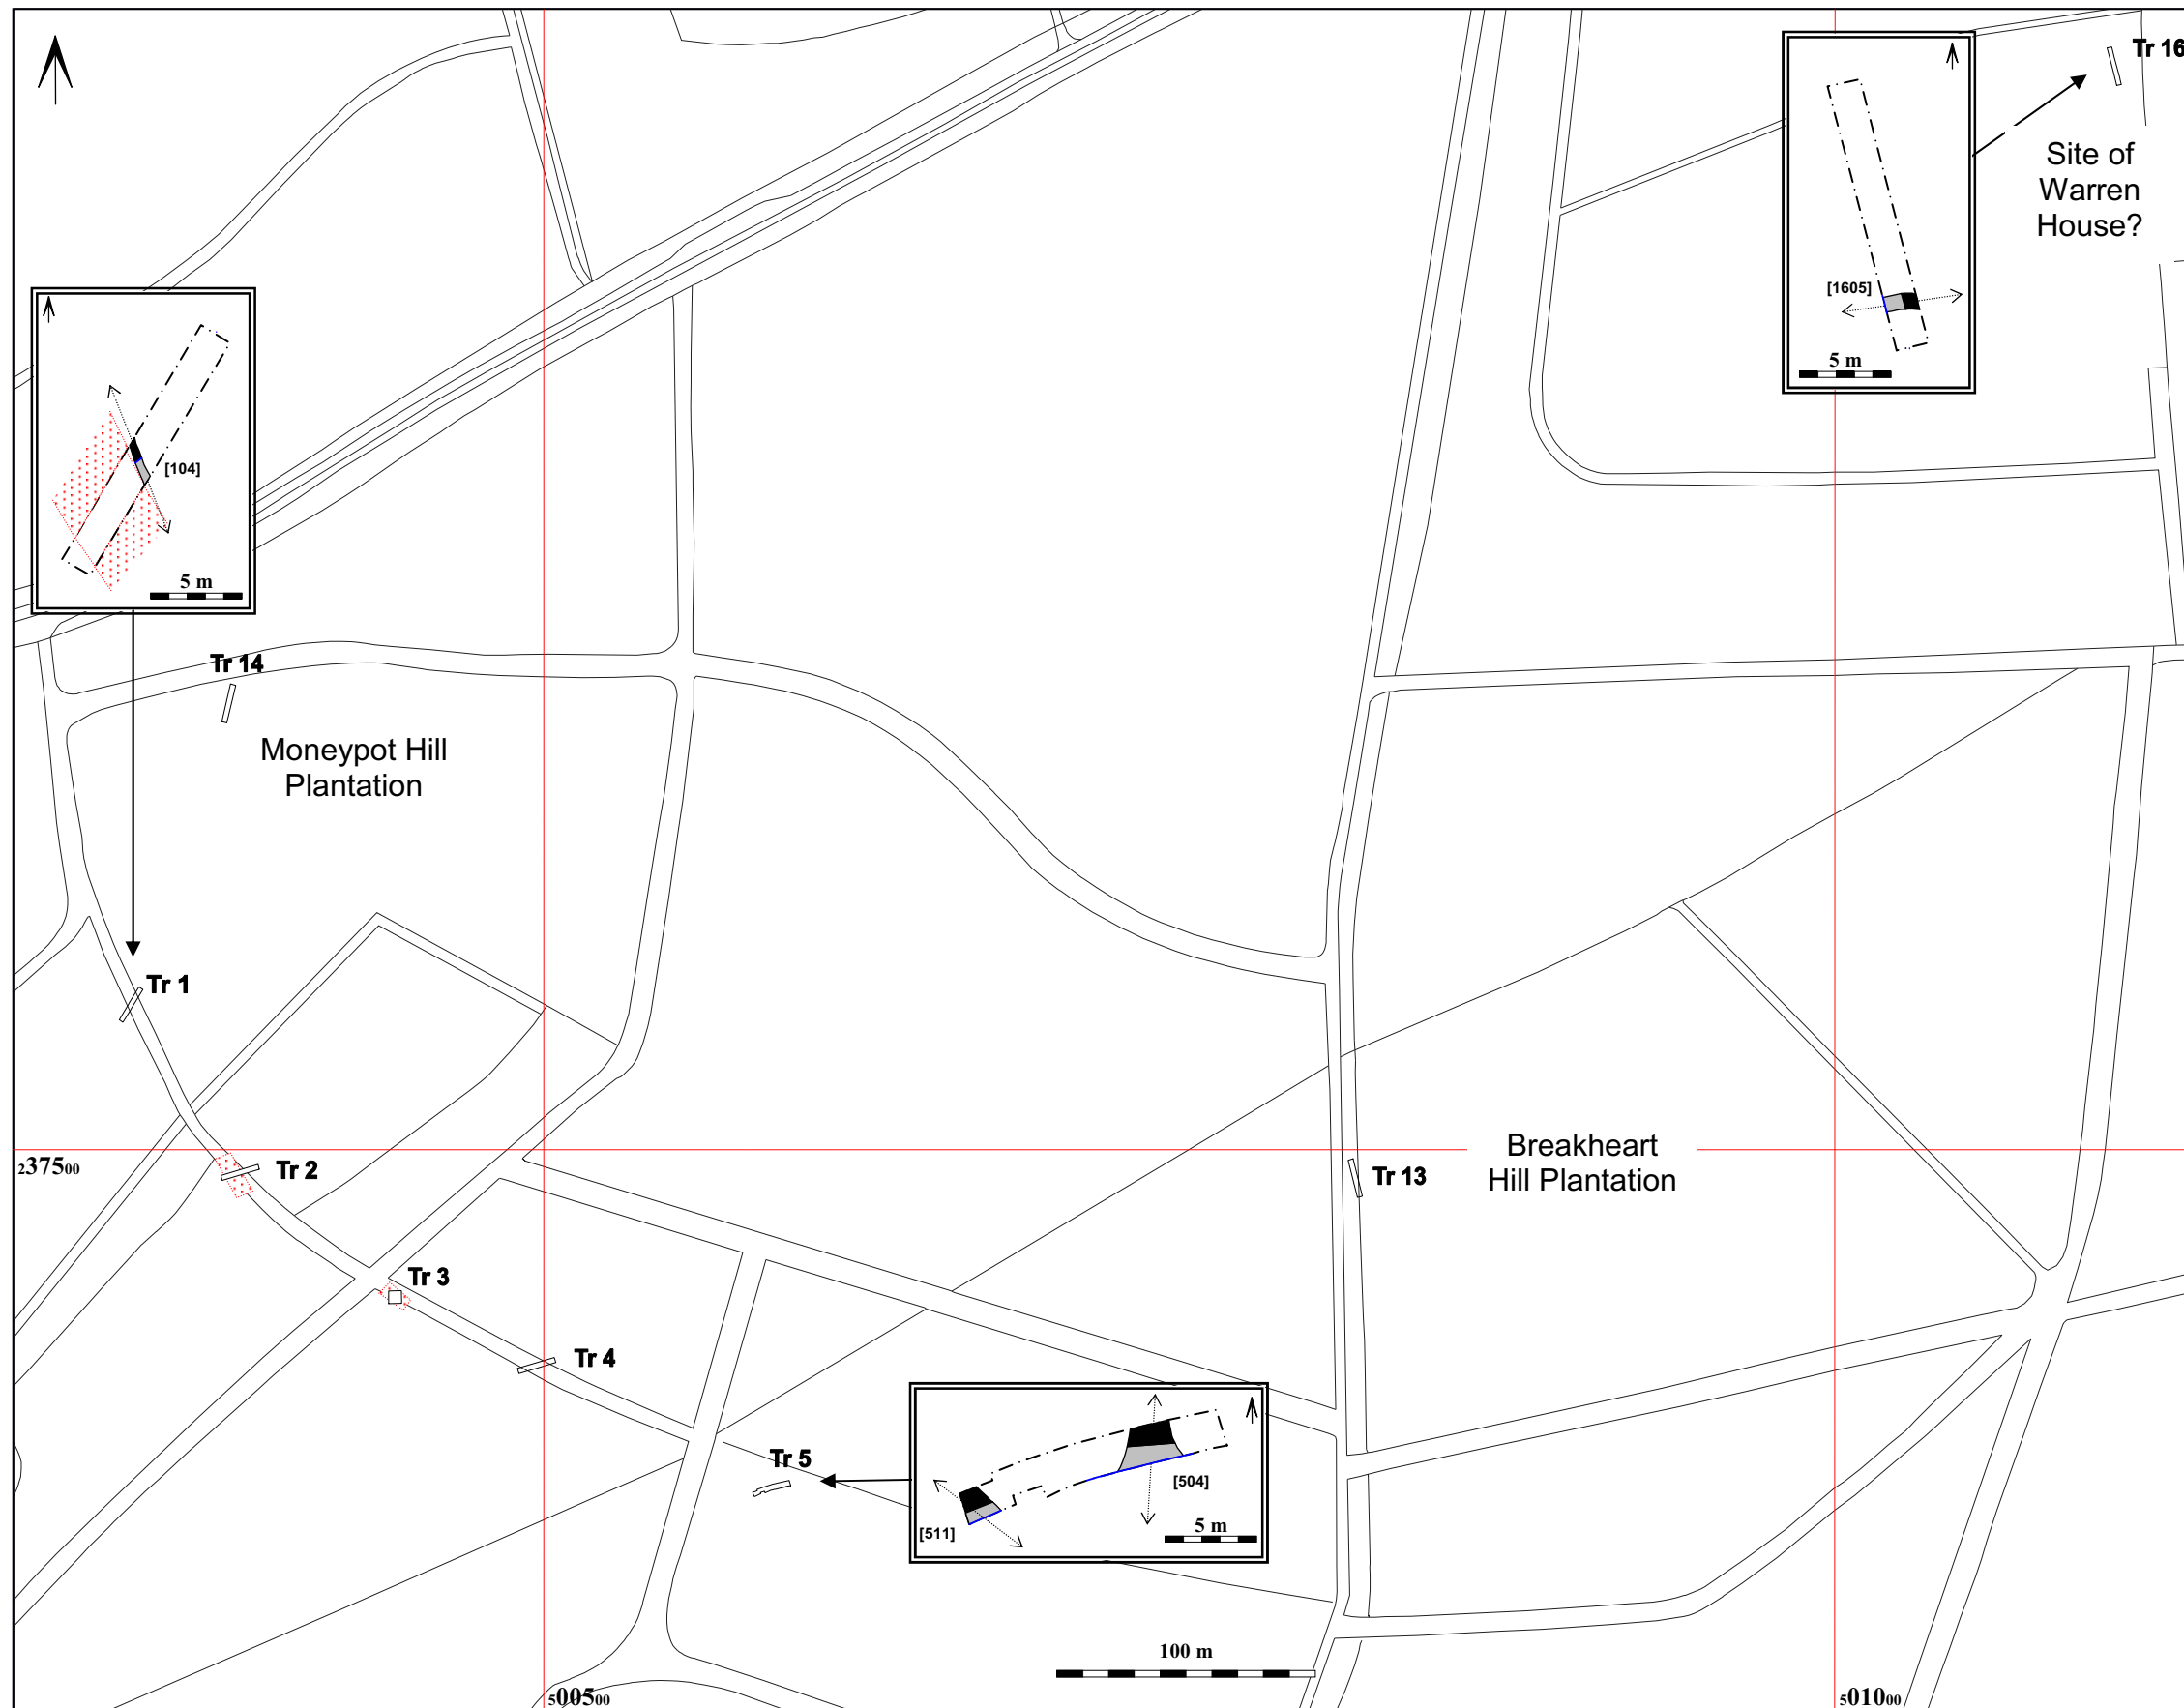 Tr 16
Site of
Warren
House?
[1605]
5 m
[104]
5 m
Tr 14
Moneypot Hill
Plantation
Tr 1
Breakheart
Hill Plantation
237500
Tr 2
Tr 13
Tr 3
Tr 4
Tr 5
[504]
[511]
5 m
100 m
500500
501000